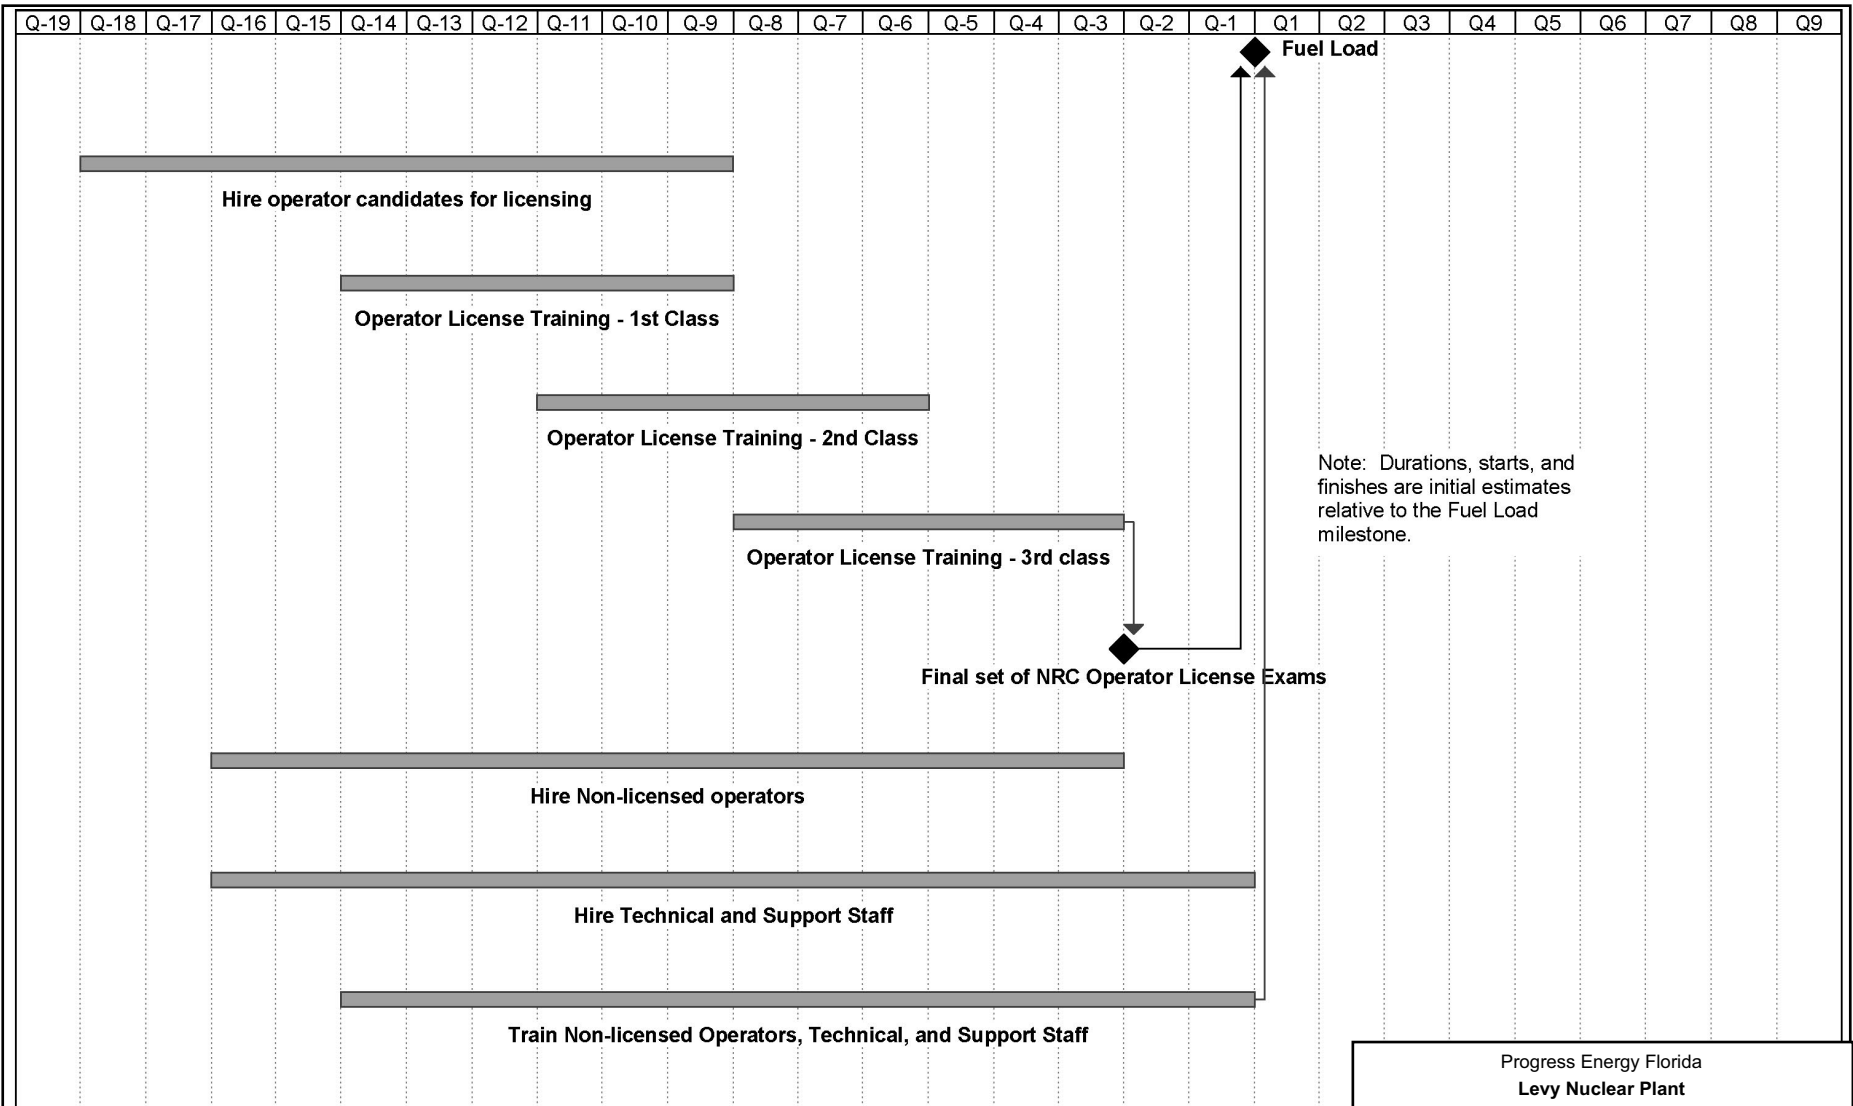 Q-19 Q-18 Q-17 Q-16 Q-15 Q-14 Q-13 Q-12 Q-11 Q-10 Q-9 Q-8 Q-7 Q-6 Q-5 Q-4 Q-3 Q-2 Q-1 Q1 Q2 Q3 Q4 Q5 Q6 Q7 Q8 Q9
Fuel Load
Hire operator candidates for licensing
Operator License Training - 1st Class
Operator License Training - 2nd Class
Note: Durations, starts, and
finishes are initial estimates
relative to the Fuel Load
milestone.
Operator License Training - 3rd class
Final set of NRC Operator License Exams
Hire Non-licensed operators
Hire Technical and Support Staff
Train Non-licensed Operators, Technical, and Support Staff
Progress Energy Florida
Levy Nuclear Plant